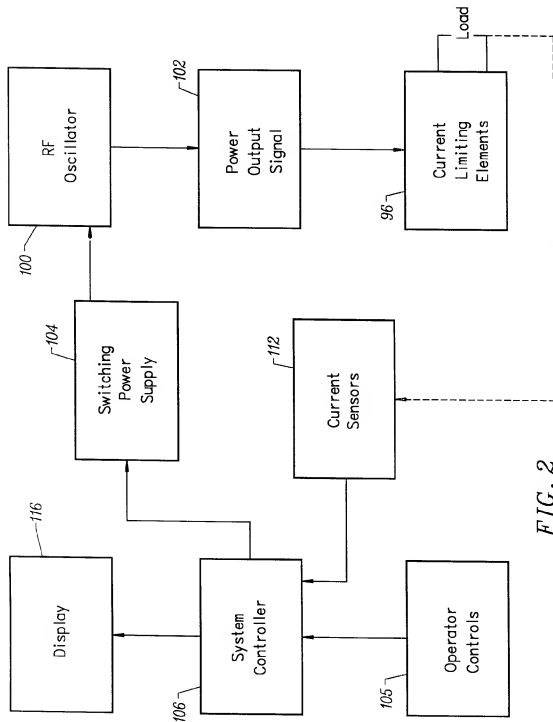 116
Display
104
Switching
Power
Supply
100
RF
Oscillator
106
System
Controller
112
Current
Sensors
102
Power
Output
Signal
105
Operator
Controls
96
Current
Limiting
Elements
Load
FIG. 2